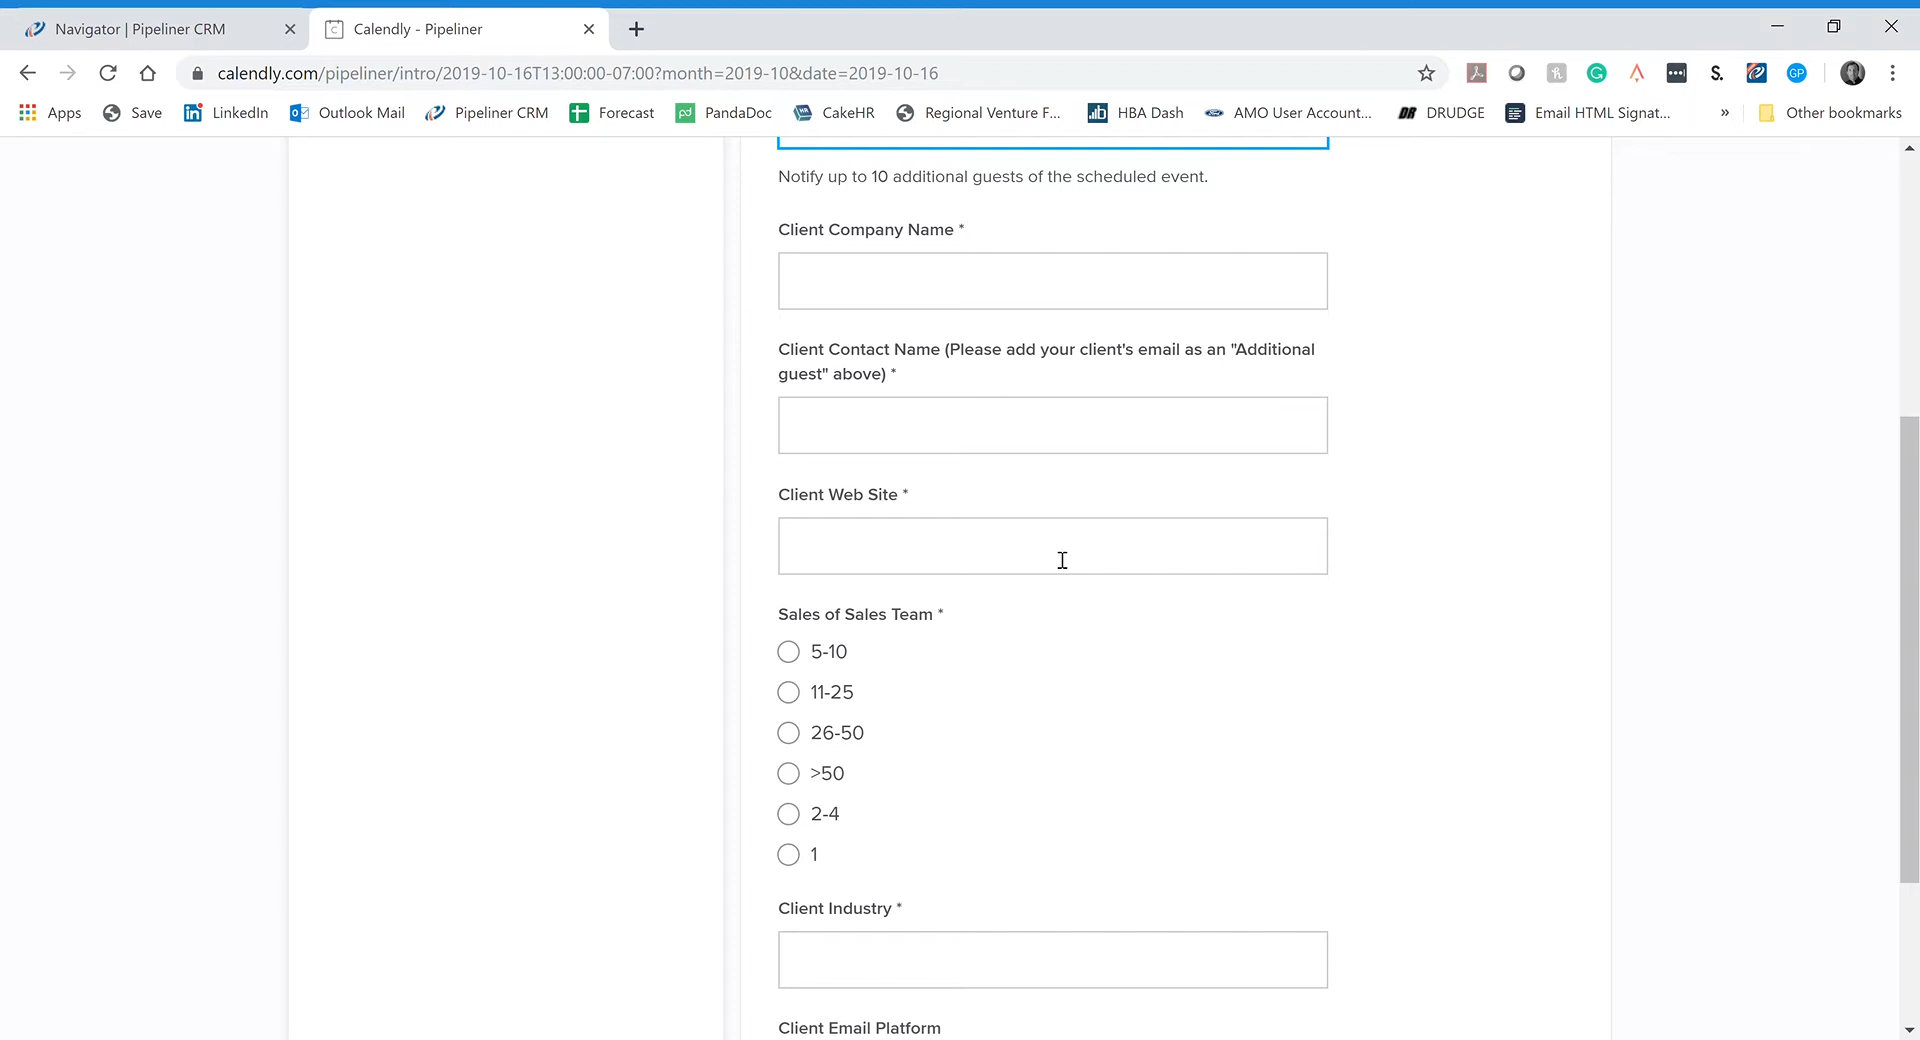 Navigator | Pipeliner CRM
Calendly - Pipeliner
calendly.com/pipeliner/intro/2019-10-16T13:00:00-07:00?month=2019-10&date=2019-10-16
S.
GP
Apps
Save
LinkedIn
Outlook Mail
Pipeliner CRM
Forecast
pd
PandaDoc
HR
CakeHR
Regional Venture F...
HBA Dash
AMO User Account...
DR
DRUDGE
Email HTML Signat...
»
Other bookmarks
Notify up to 10 additional guests of the scheduled event.
Client Company Name *
Client Contact Name (Please add your client's email as an "Additional
guest" above) *
Client Web Site *
Sales of Sales Team *
5-10
11-25
26-50
>50
2-4
1
Client Industry *
Client Email Platform